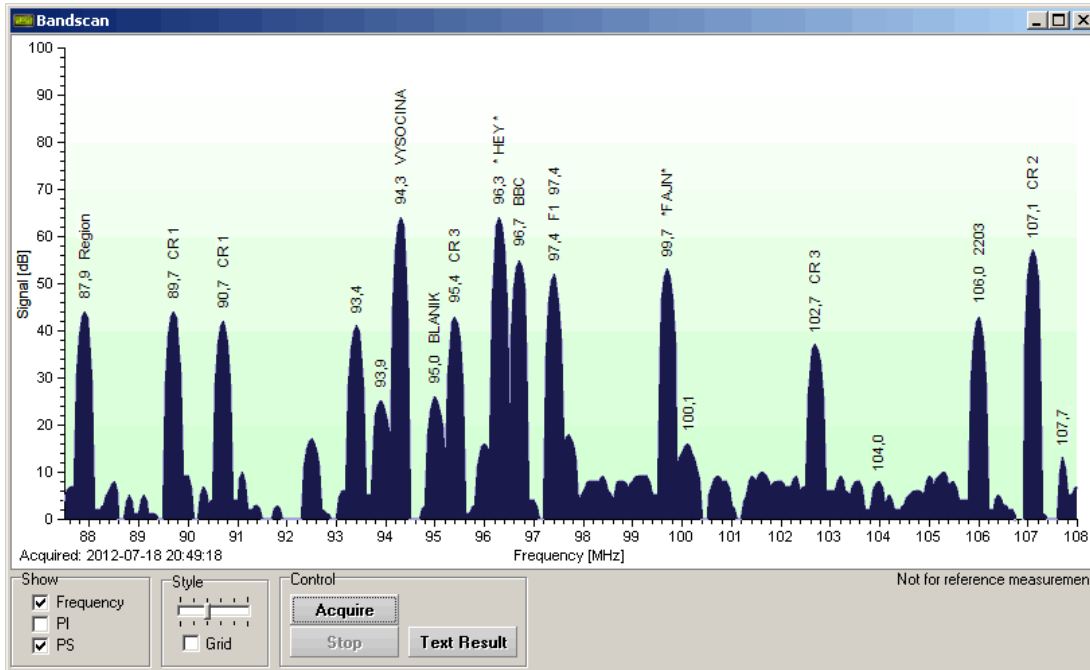 Bandscan
100
90
80
70
60
50
40
30
20
10
0
Signal [dB]
87,9 Region
89,7 CR 1
90,7 CR 1
93,4
93,9
94,3 VYSOCINA
95,0 BLANIK
95,4 CR 3
96,3 * HEY *
96,7 BBC
97,4 F1 97,4
99,7 *FAJN*
100,1
102,7 CR 3
104,0
106,0 2203
107,1 CR 2
107,7
88 89 90 91 92 93 94 95 96 97 98 99 100 101 102 103 104 105 106 107 108
Acquired: 2012-07-18 20:49:18
Frequency [MHz]
Show
Frequency
PI
PS
Style
Grid
Control
Acquire
Stop
Text Result
Not for reference measuremen